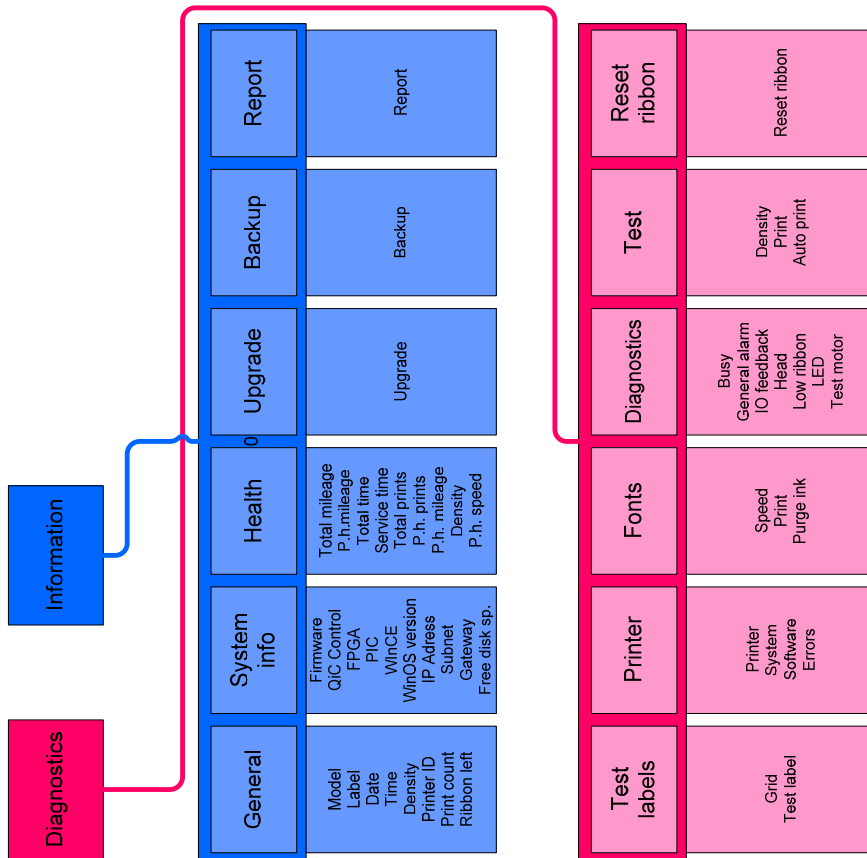 Diagnostics
Information
General
System
info
Health
0
Upgrade
Backup
Report
Model
Label
Date
Time
Density
Printer ID
Print count
Ribbon left
Firmware
QiC Control
FPGA
PIC
WInCE
WinOS version
IP Adress
Subnet
Gateway
Free disk sp.
Total mileage
P.h.mileage
Total time
Service time
Total prints
P.h. prints
P.h. mileage
Density
P.h. speed
Upgrade
Backup
Report
Test
labels
Printer
Fonts
Diagnostics
Test
Reset
ribbon
Grid
Test label
Printer
System
Software
Errors
Speed
Print
Purge ink
Busy
General alarm
IO feedback
Head
Low ribbon
LED
Test motor
Density
Print
Auto print
Reset ribbon